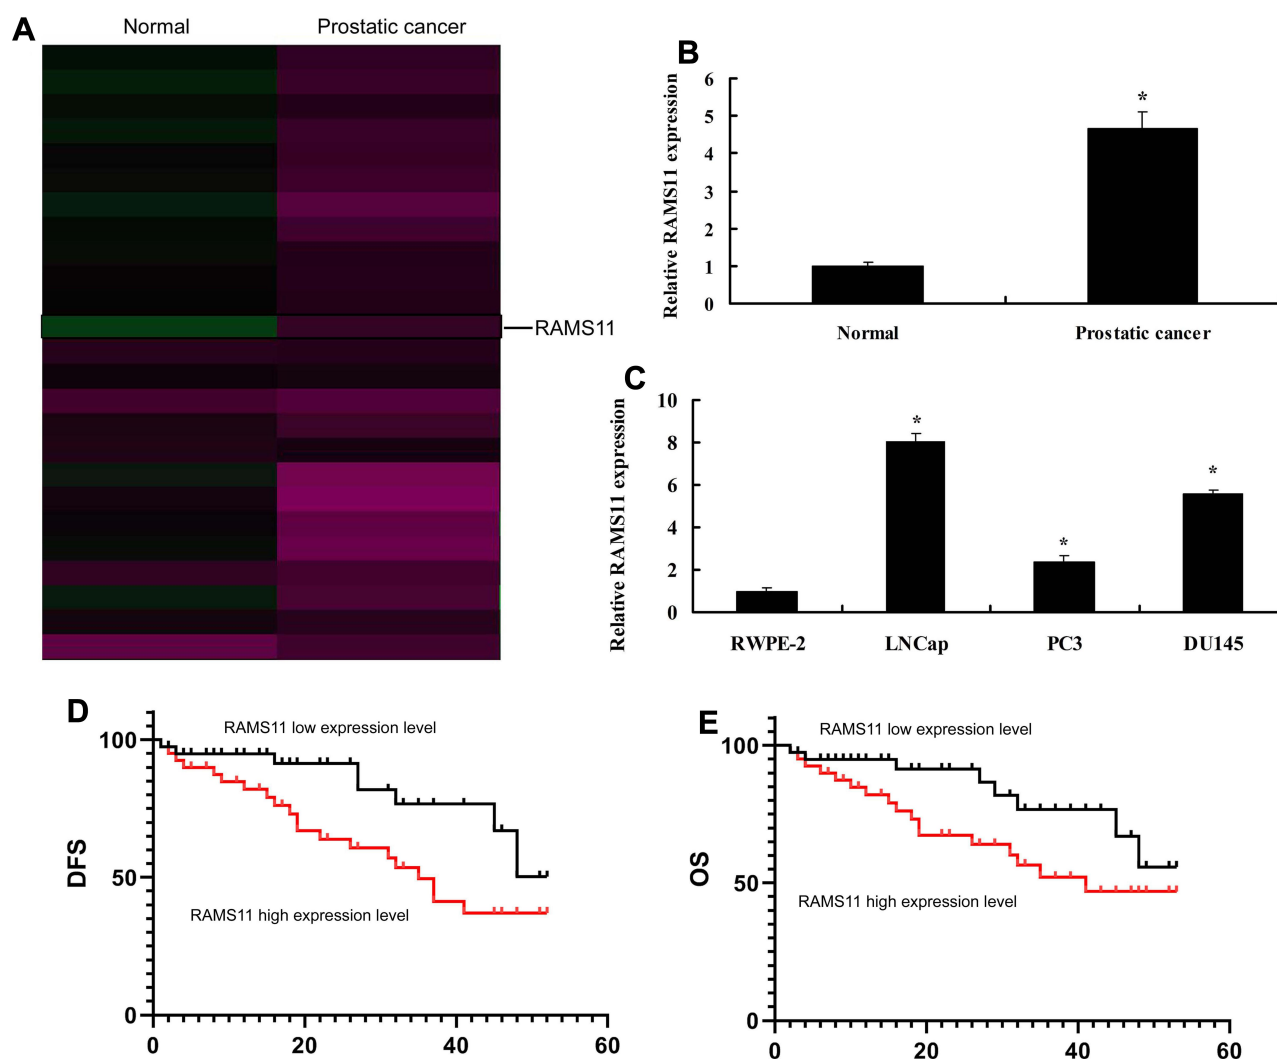 A
Normal
Prostatic cancer
RAMS11
B
Relative RAMS11 expression
6
5
4
3
2
1
0
*
Normal
Prostatic cancer
C
Relative RAMS11 expression
10
8
6
4
2
0
*
*
*
RWPE-2
LNCap
PC3
DU145
D
RAMS11 low expression level
DFS
100
50
0
RAMS11 high expression level
0
20
40
60
E
RAMS11 low expression level
OS
100
50
0
RAMS11 high expression level
0
20
40
60